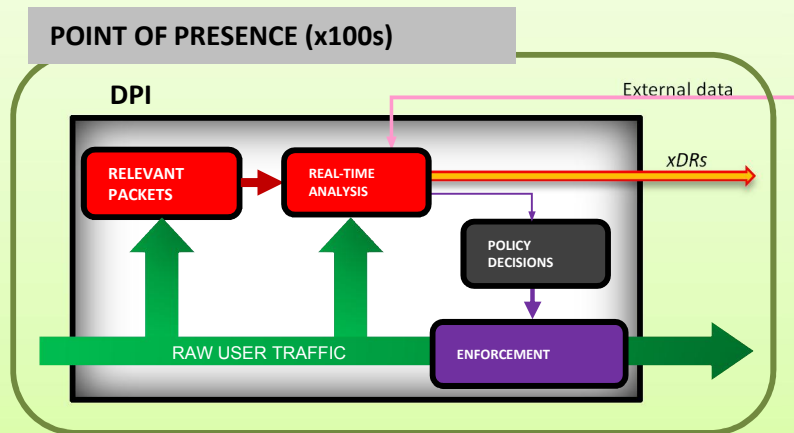 POINT OF PRESENCE (x100s)
DPI
External data
xDRs
RELEVANT
PACKETS
REAL-TIME
ANALYSIS
POLICY
DECISIONS
RAW USER TRAFFIC
ENFORCEMENT